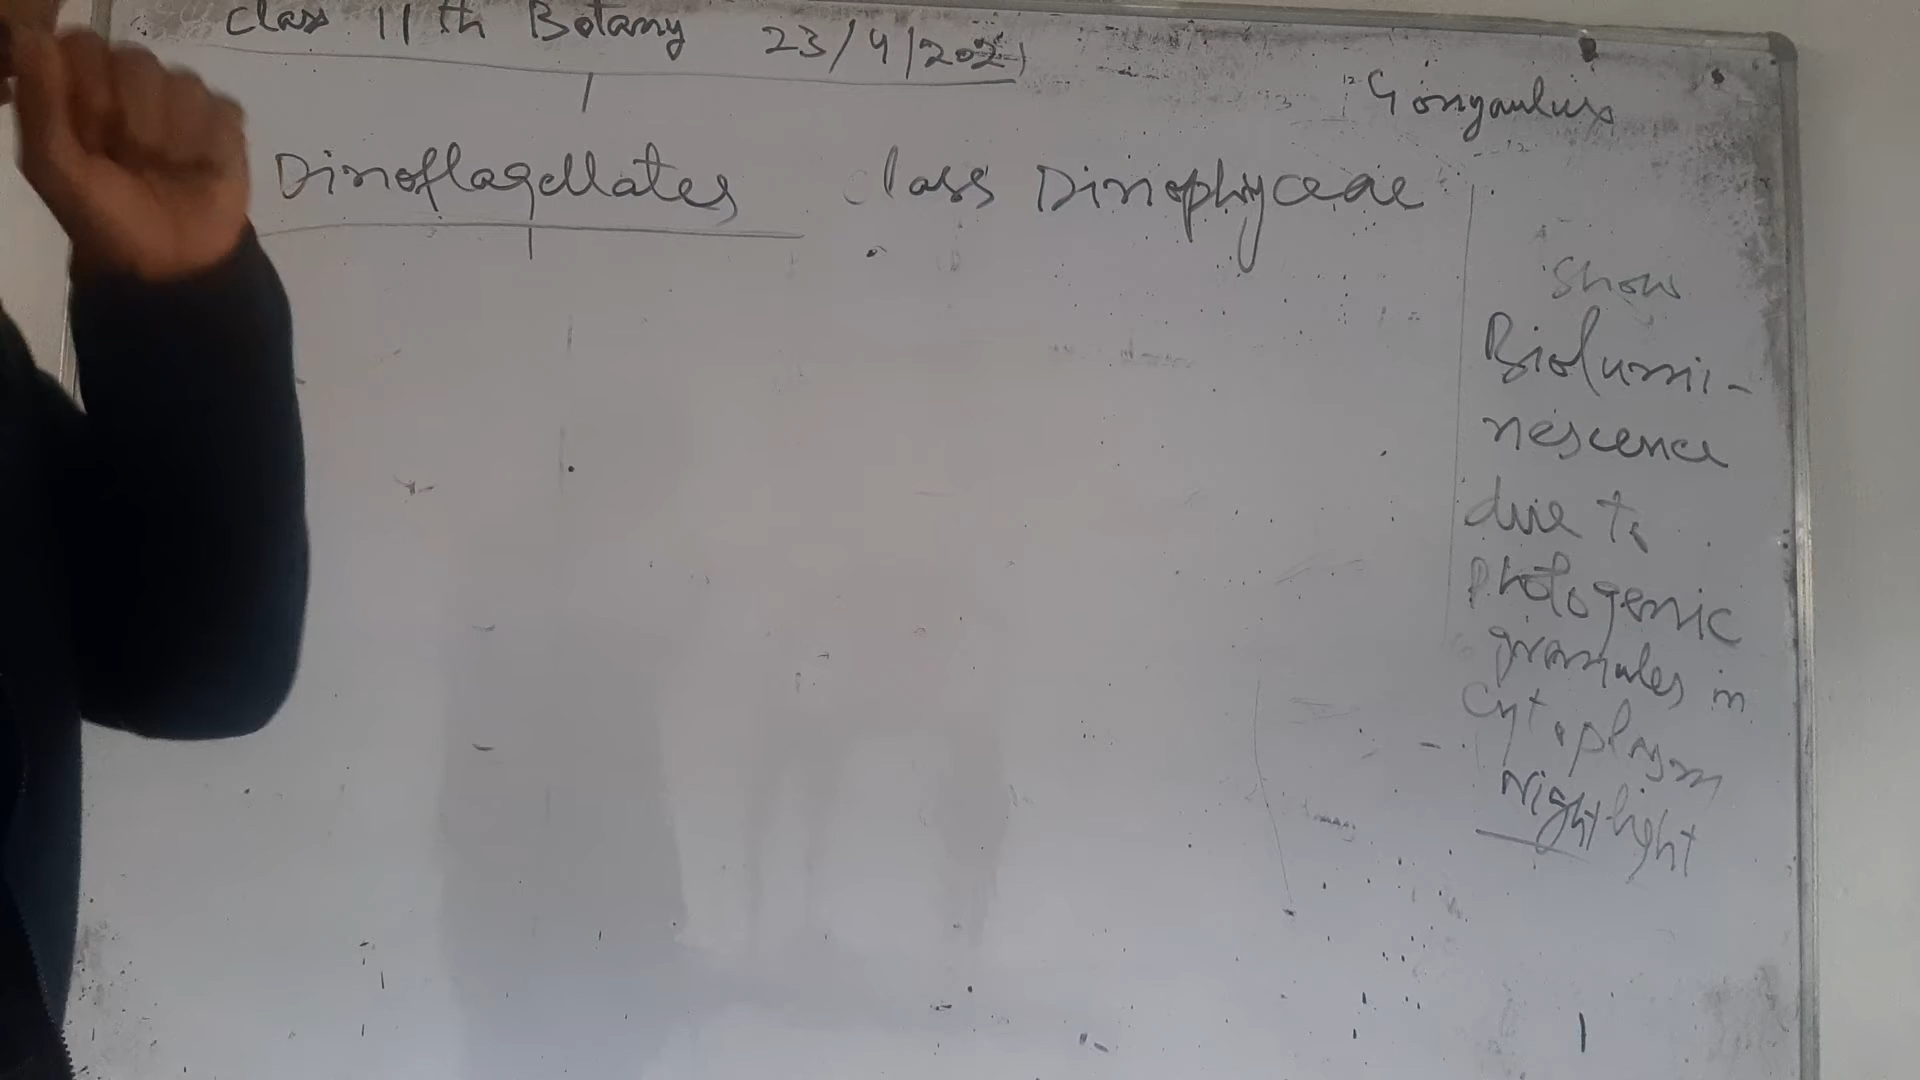 Class 11th Botany 23/4/2021
Gonyaulux
Dinoflagellates Class Dinophyceae
Show
Biolumi-
nescence
due to
Photogenic
granules in
Cytoplasm
Night light